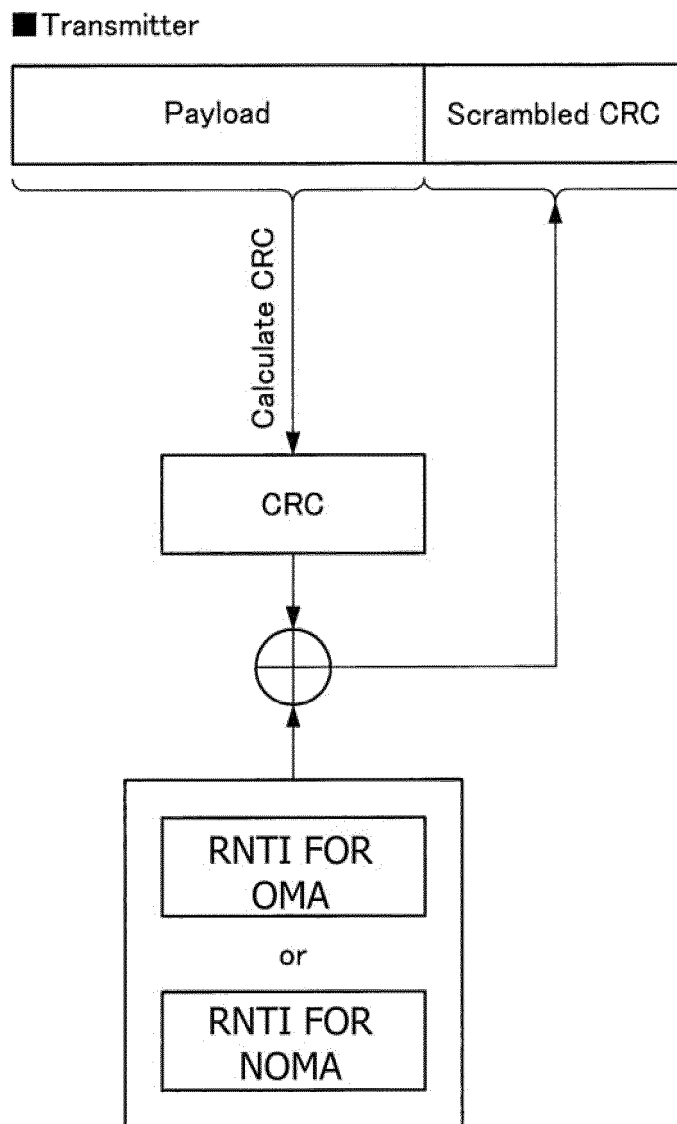 ■ Transmitter
Payload
Scrambled CRC
Calculate CRC
CRC
RNTI FOR
OMA
or
RNTI FOR
NOMA